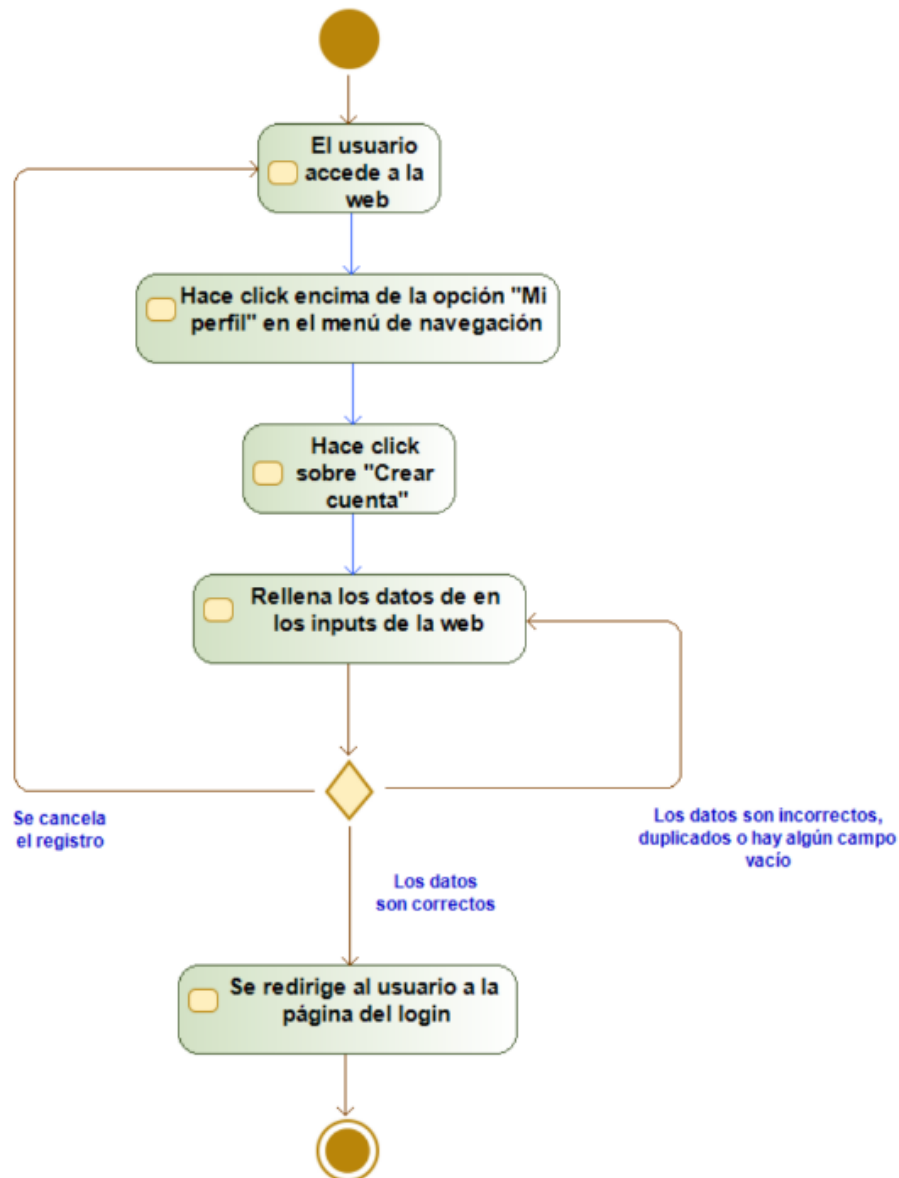 El usuario
accede a la
web
Hace click encima de la opción "Mi
perfil" en el menú de navegación
Hace click
sobre "Crear
cuenta"
Rellena los datos de en
los inputs de la web
Se cancela
el registro
Los datos son incorrectos,
duplicados o hay algún campo
vacío
Los datos
son correctos
Se redirige al usuario a la
página del login